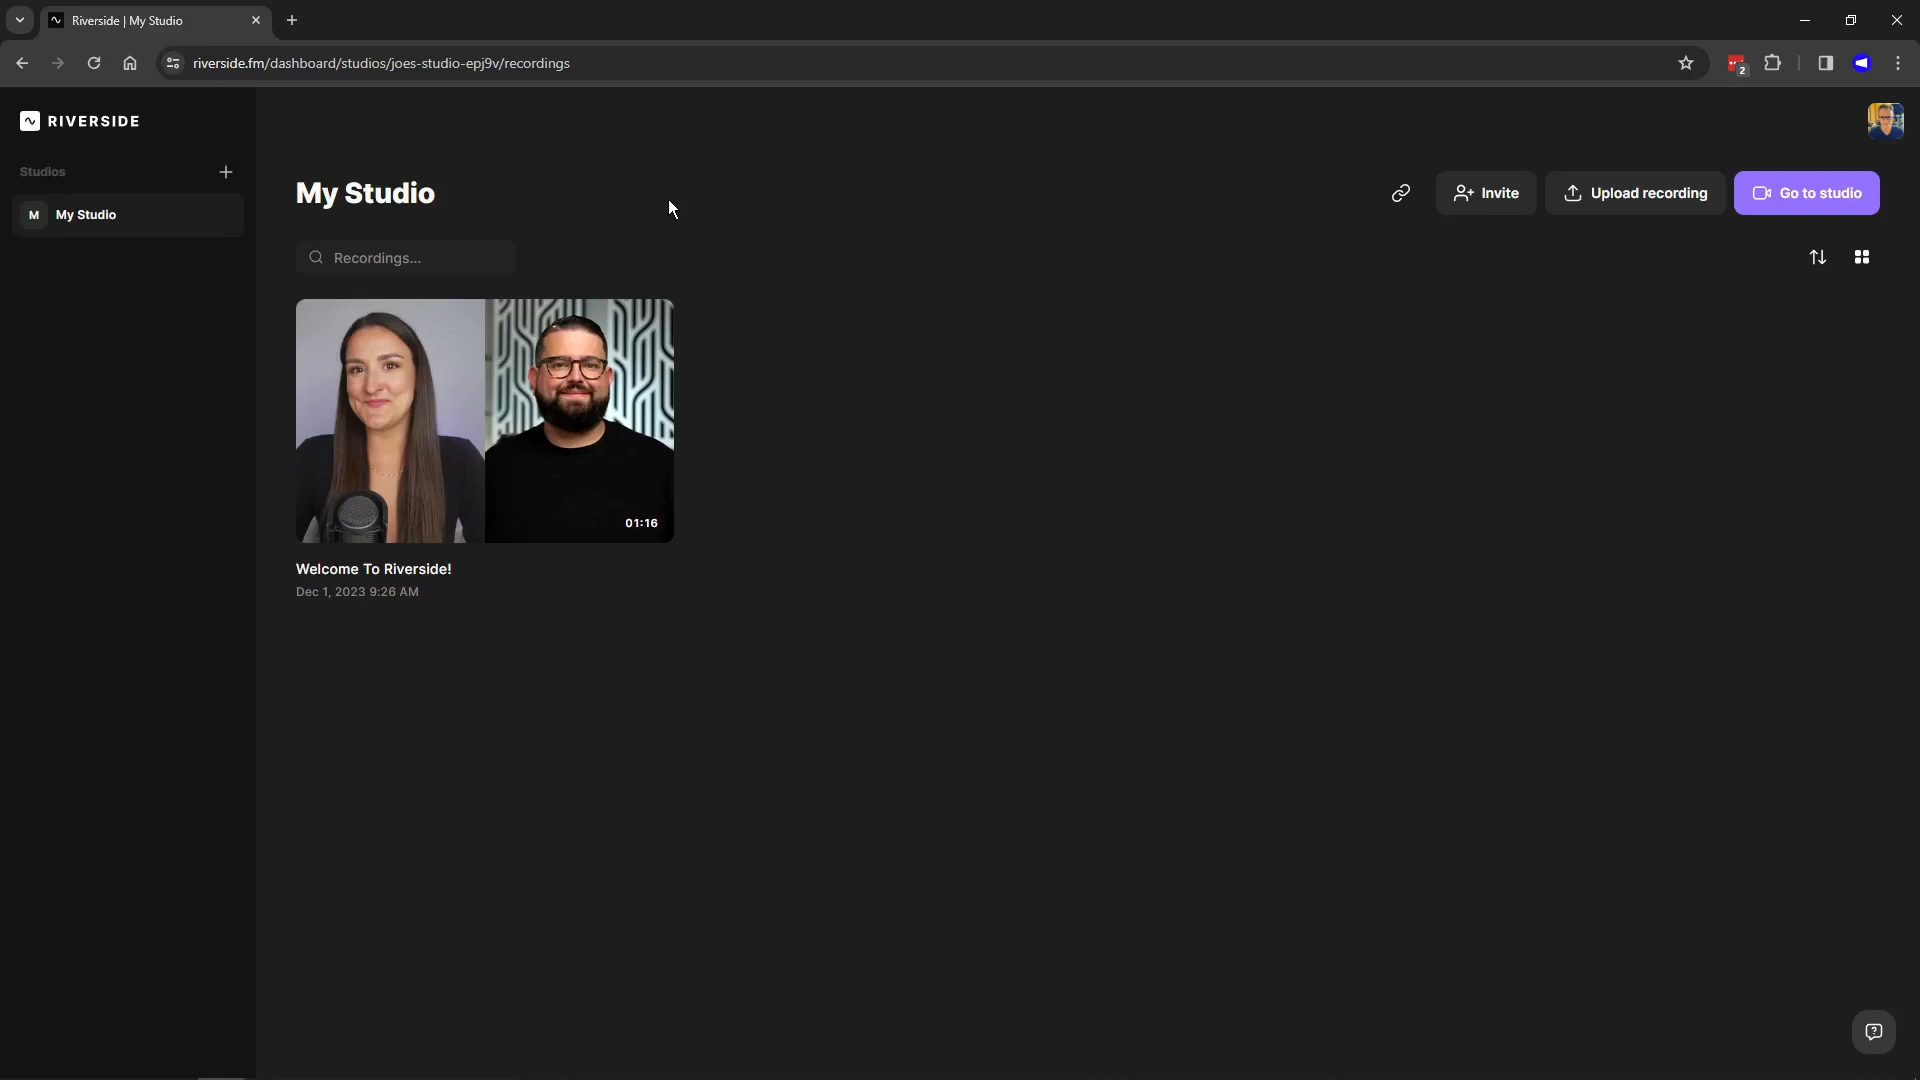 Riverside | My Studio
riverside.fm/dashboard/studios/joes-studio-epj9v/recordings
2
RIVERSIDE
Studios
M My Studio
My Studio
Invite
Upload recording
Go to studio
Recordings...
01:16
Welcome To Riverside!
Dec 1, 2023 9:26 AM